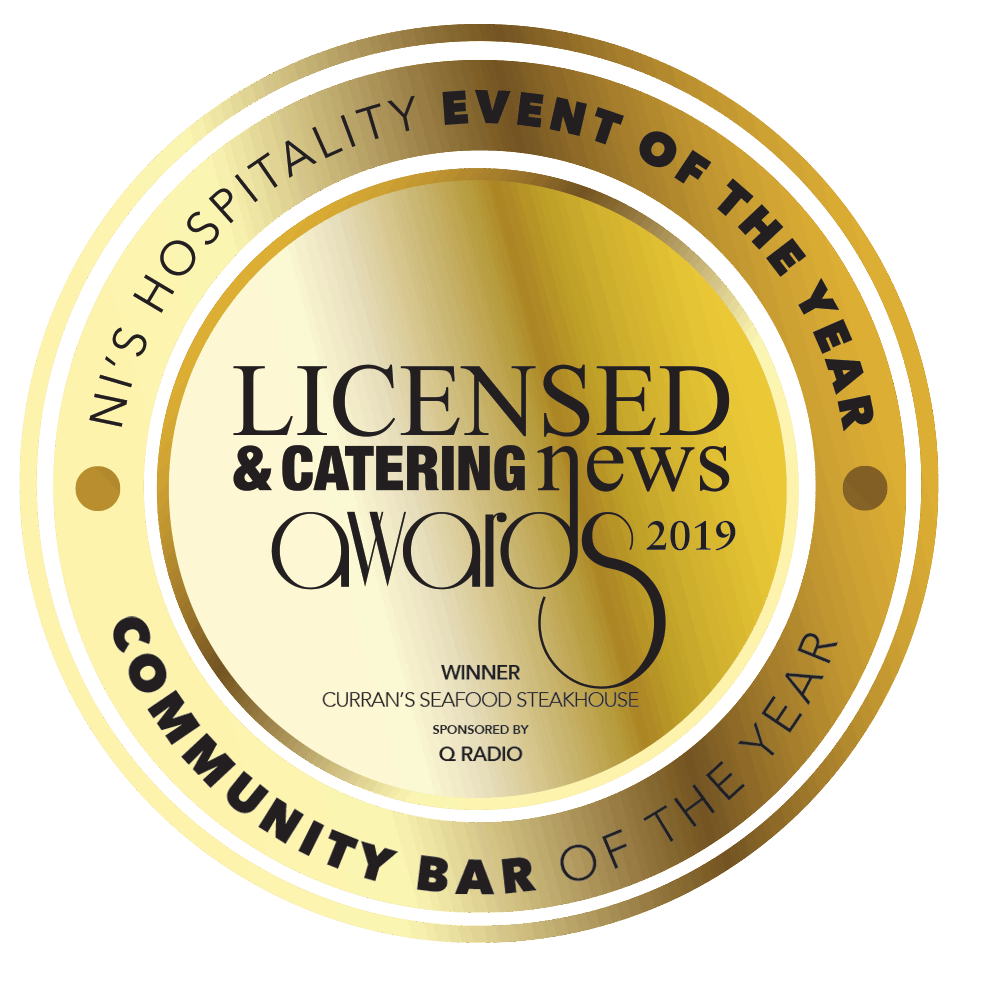 NI'S HOSPITALITY EVENT OF THE YEAR
LICENSED
& CATERING news
awards 2019
WINNER
CURRAN'S SEAFOOD STEAKHOUSE
SPONSORED BY
Q RADIO
COMMUNITY BAR OF THE YEAR